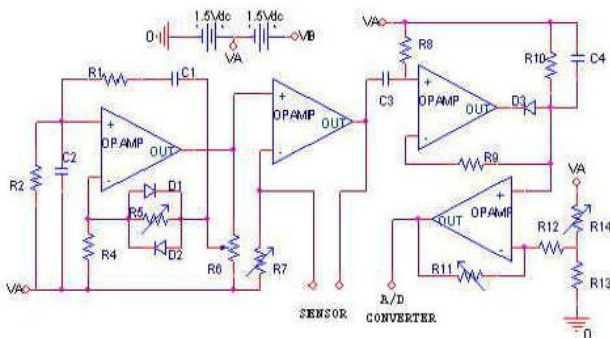 1.5Vdc 1.5Vdc
0 VA VB
VA
R8 R10 C4
R1 C1
C3
+ OPAMP OUT D3
-
+ OPAMP OUT
-
+ OPAMP OUT
-
R2 C2
R9
D1
R5
D2
R4 R6 R7
VA
+ OPAMP OUT
-
VA
R12 R14
R11 R13
0
SENSOR
A/D
CONVERTER